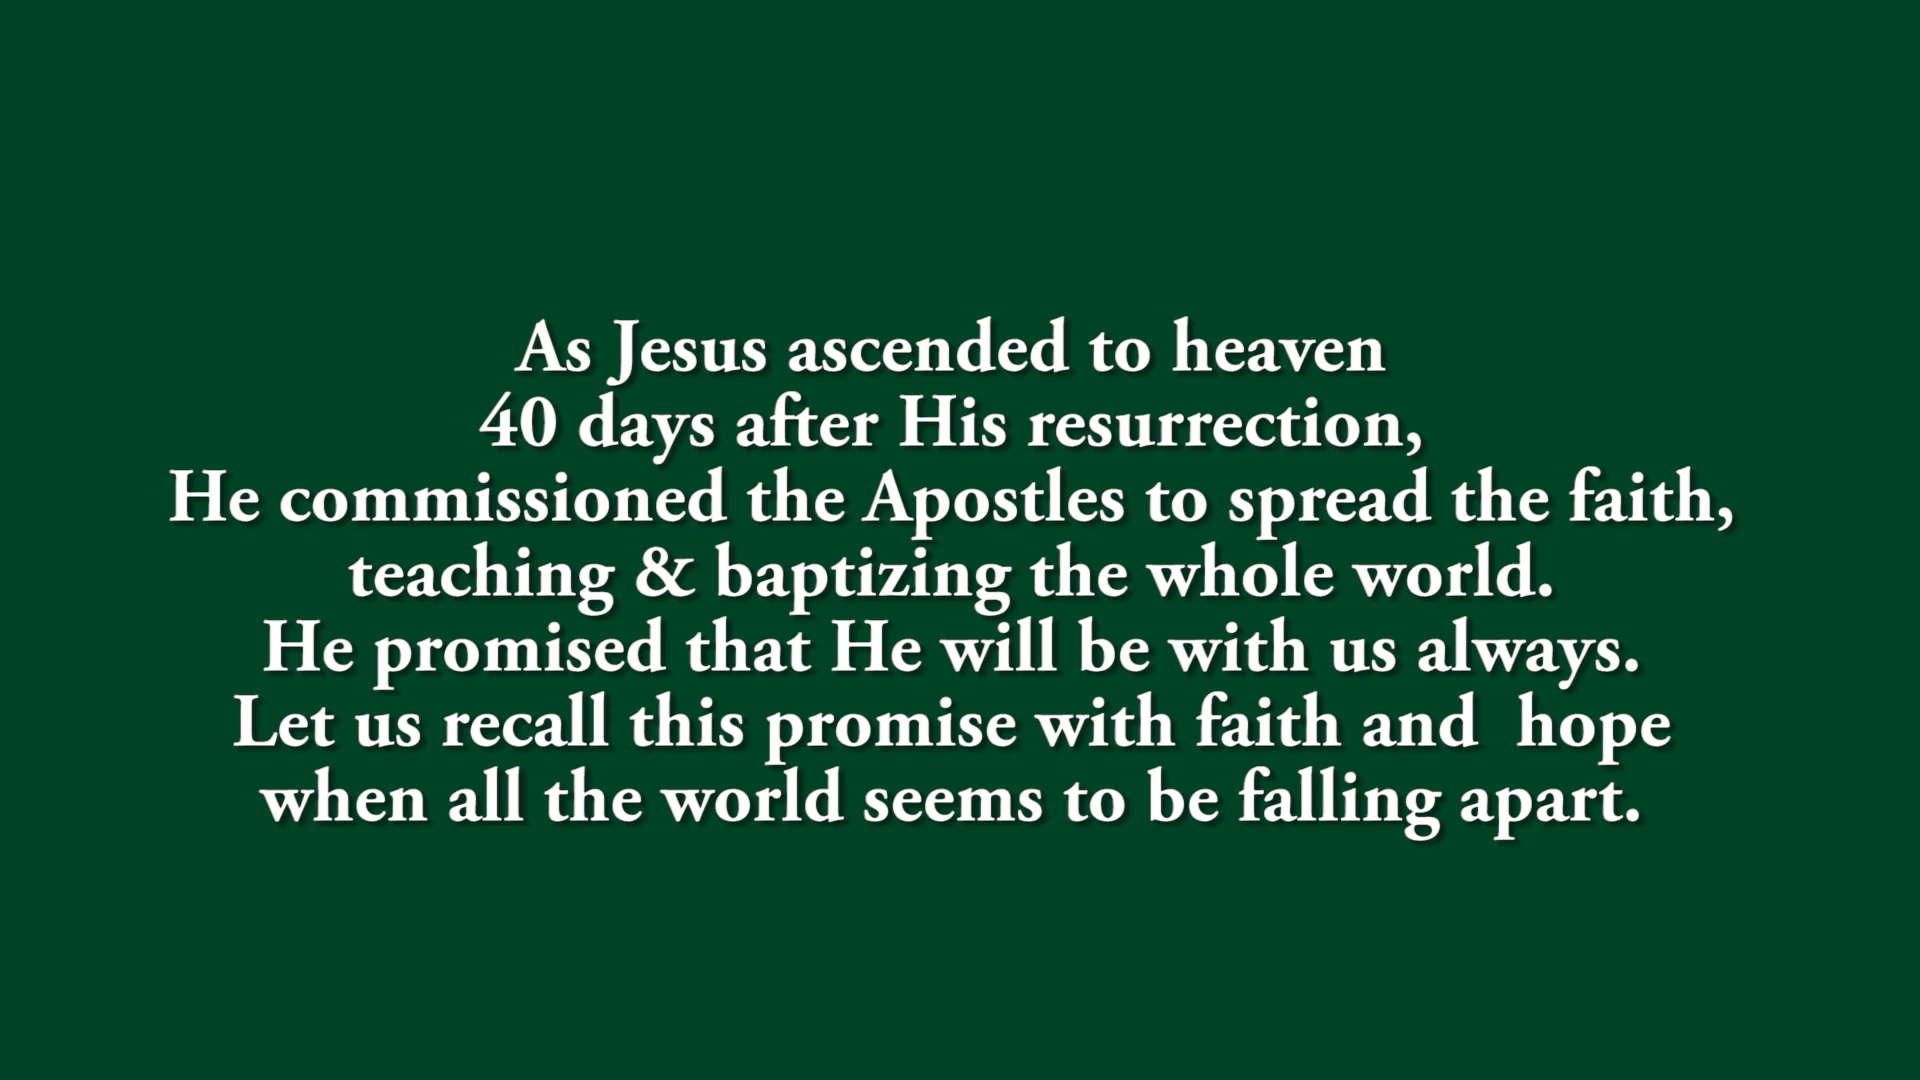 As Jesus ascended to heaven
40 days after His resurrection,
He commissioned the Apostles to spread the faith,
teaching & baptizing the whole world.
He promised that He will be with us always.
Let us recall this promise with faith and  hope
when all the world seems to be falling apart.